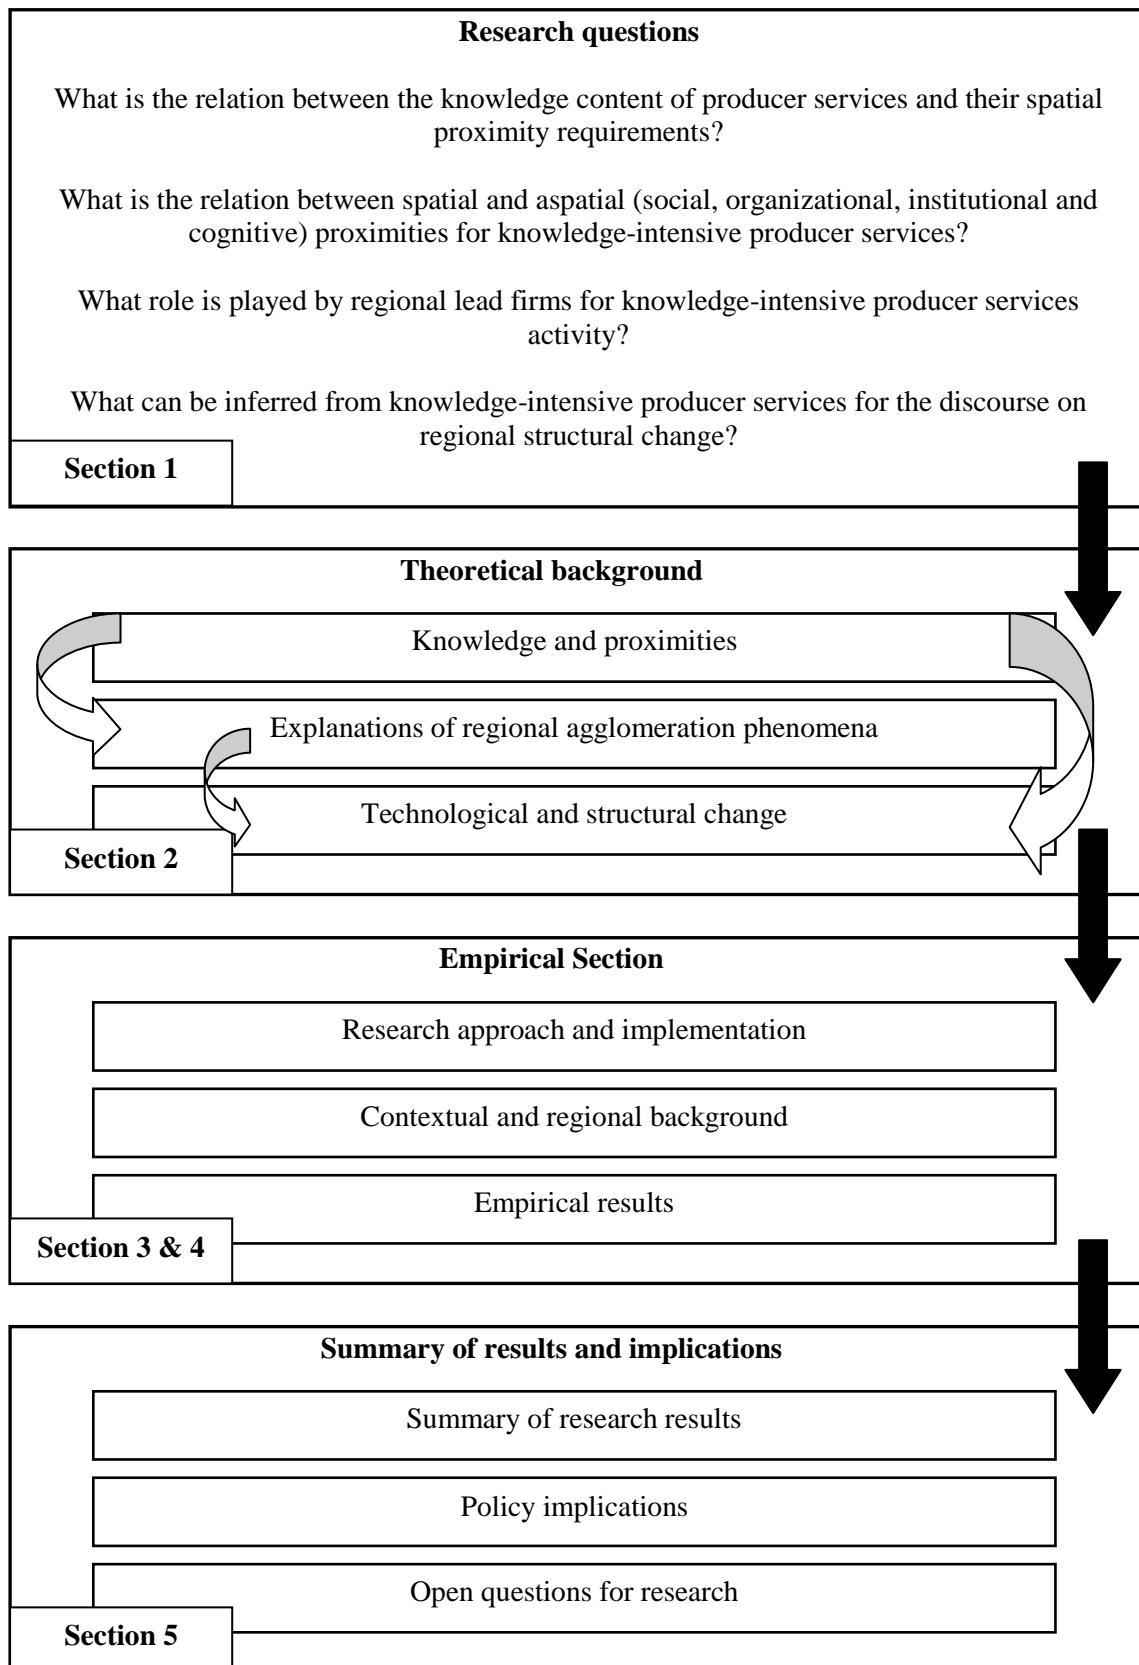 Research questions
What is the relation between the knowledge content of producer services and their spatial
proximity requirements?
What is the relation between spatial and aspatial (social, organizational, institutional and
cognitive) proximities for knowledge-intensive producer services?
What role is played by regional lead firms for knowledge-intensive producer services
activity?
What can be inferred from knowledge-intensive producer services for the discourse on
regional structural change?
Section 1
Theoretical background
Knowledge and proximities
Explanations of regional agglomeration phenomena
Technological and structural change
Section 2
Empirical Section
Research approach and implementation
Contextual and regional background
Empirical results
Section 3 & 4
Summary of results and implications
Summary of research results
Policy implications
Open questions for research
Section 5